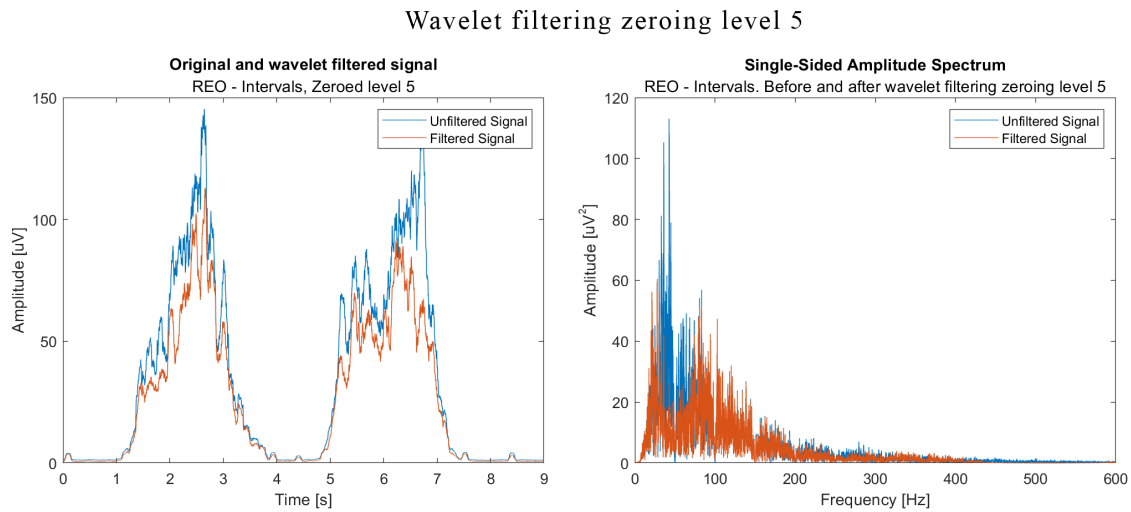 Wavelet filtering zeroing level 5
Original and wavelet filtered signal
REO - Intervals, Zeroed level 5
150
100
50
0
Amplitude [uV]
Unfiltered Signal
Filtered Signal
0 1 2 3 4 5 6 7 8 9
Time [s]
Single-Sided Amplitude Spectrum
REO - Intervals. Before and after wavelet filtering zeroing level 5
120
100
80
60
40
20
0
Amplitude [uV²]
Unfiltered Signal
Filtered Signal
0 100 200 300 400 500 600
Frequency [Hz]